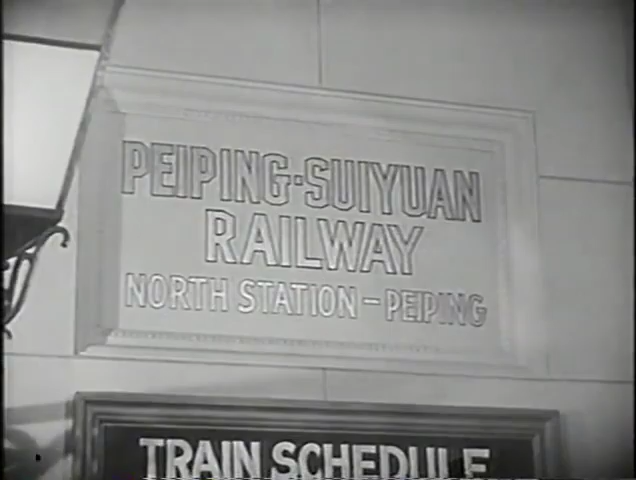 PEIPING-SUIYUAN
RAILWAY
NORTH STATION - PEIPING
TRAIN SCHEDULE